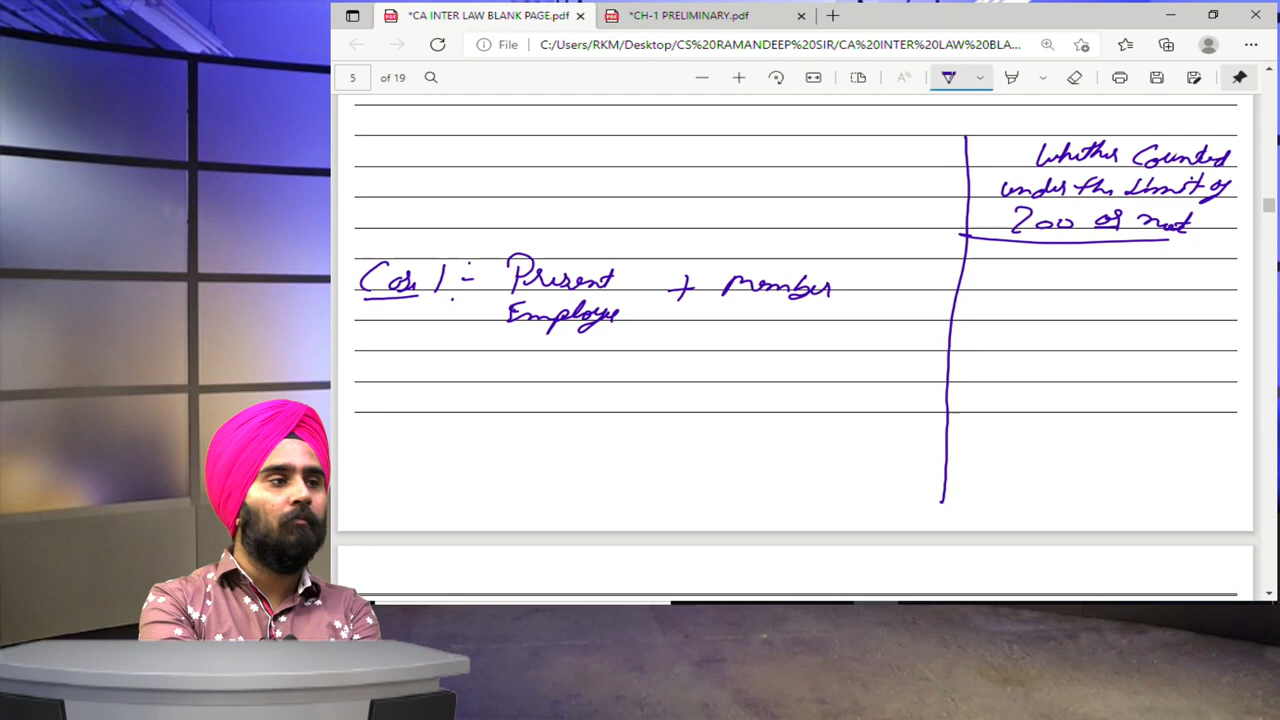 *CA INTER LAW BLANK PAGE.pdf
*CH-1 PRELIMINARY.pdf
File C:/Users/RKM/Desktop/CS%20RAMANDEEP%20SIR/CA%20INTER%20LAW%20BLA...
5 of 19
Whether Counted
under the Limit of
200 or not
Case 1:- Present + member
Employe